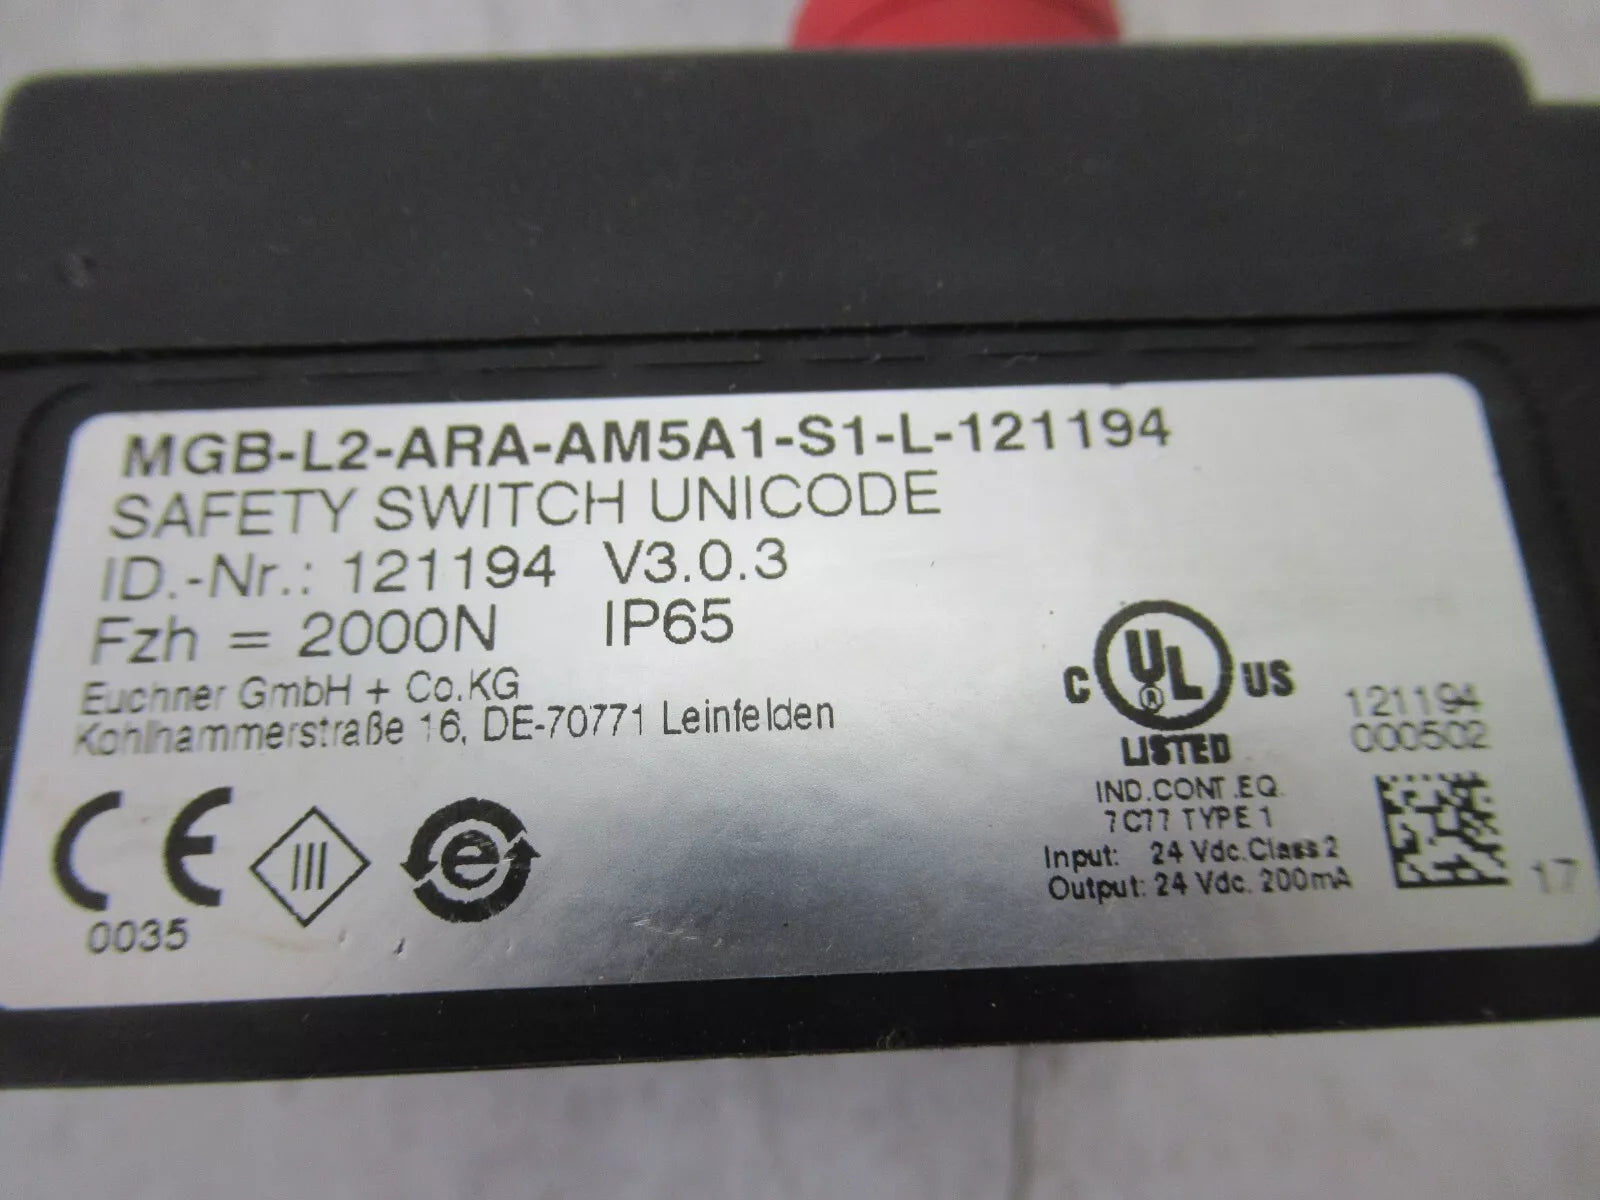 MGB-L2-ARA-AM5A1-S1-L-121194
SAFETY SWITCH UNICODE
ID.-Nr.: 121194 V3.0.3
Fzh = 2000N IP65
Euchner GmbH + Co.KG
Kohlhammerstraße 16, DE-70771 Leinfelden
CE
0035
III
e
C UL ® US
LISTED
IND.CONT.EQ.
7C77 TYPE 1
Input: 24 Vdc.Class 2
Output: 24 Vdc. 200mA
121194
000502
17